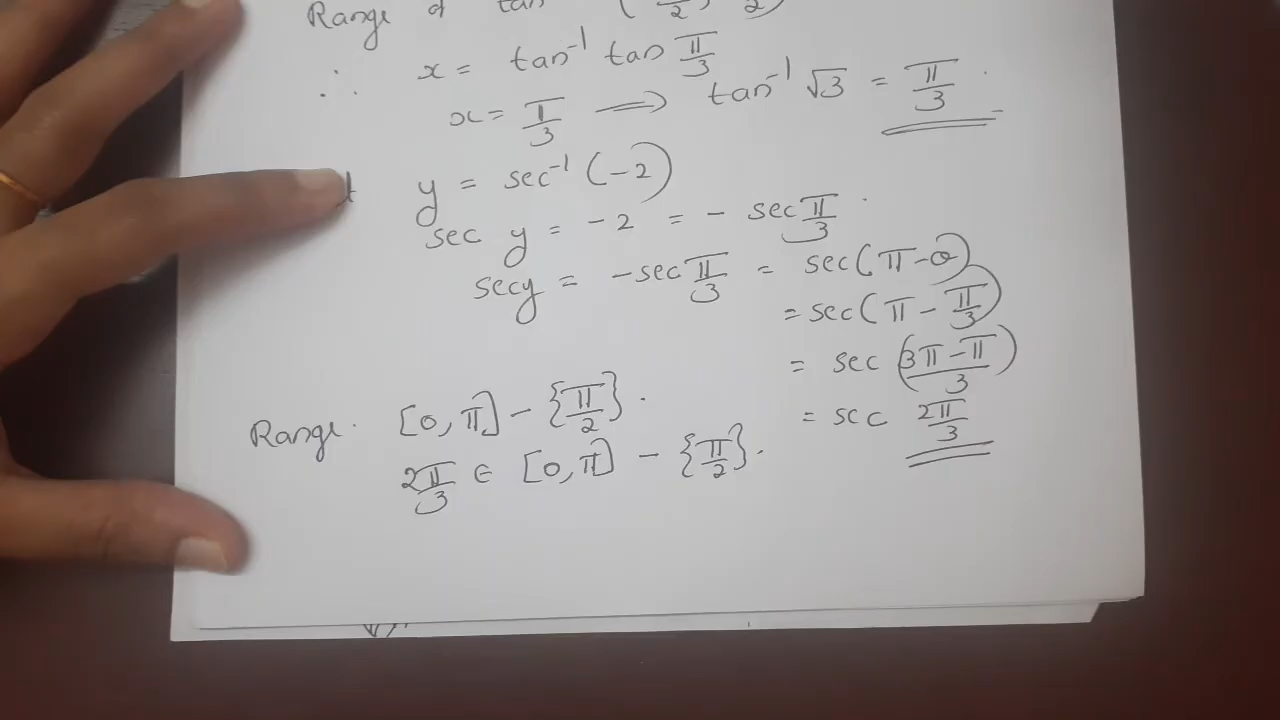 Range of tan (π/2) 2)
∴ x = tan⁻¹ tan π/3
x = π/3 ⟹ tan⁻¹ √3 = π/3.
y = sec⁻¹ (-2)
sec y = -2 = - sec π/3.
sec y = - sec π/3 = sec(π - θ)
= sec(π - π/3)
= sec (3π - π/3)
= sec 2π/3
Range. [0, π] - {π/2}.
2π/3 ∈ [0, π] - {π/2}.